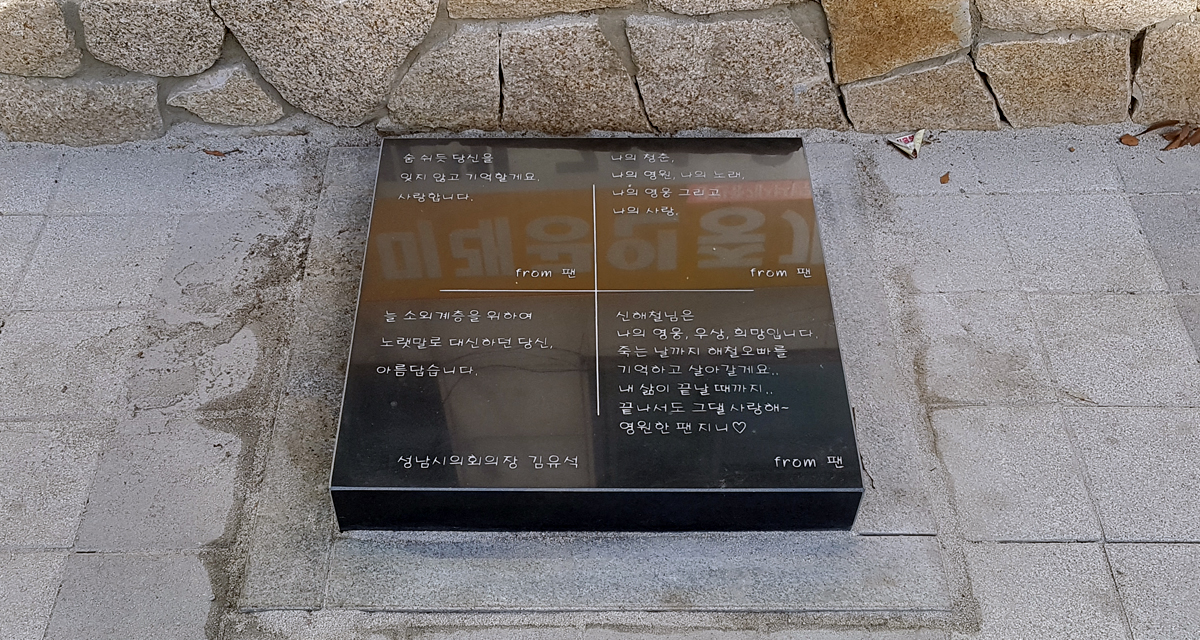 숨 쉬듯 당신을
잊지 않고 기억할게요.
사랑합니다.
from 팬
나의 청춘,
나의 영원, 나의 노래,
나의 영웅 그리고
나의 사랑.
from 팬
늘 소외계층을 위하여
노랫말로 대신하던 당신,
아름답습니다.
성남시의회의장 김유석
신해철님은
나의 영웅, 우상, 희망입니다.
죽는 날까지 해철오빠를
기억하고 살아갈게요..
내 삶이 끝날 때까지..
끝나서도 그댈 사랑해~
영원한 팬 지니♡
from 팬